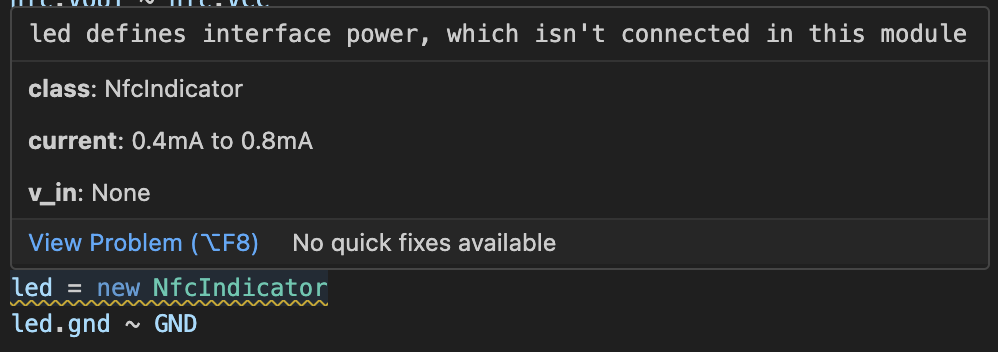 nfc.vout ~ nfc.vcc
led defines interface power, which isn't connected in this module
class: NfcIndicator
current: 0.4mA to 0.8mA
v_in: None
View Problem (⌥F8) No quick fixes available
led = new NfcIndicator
led.gnd ~ GND